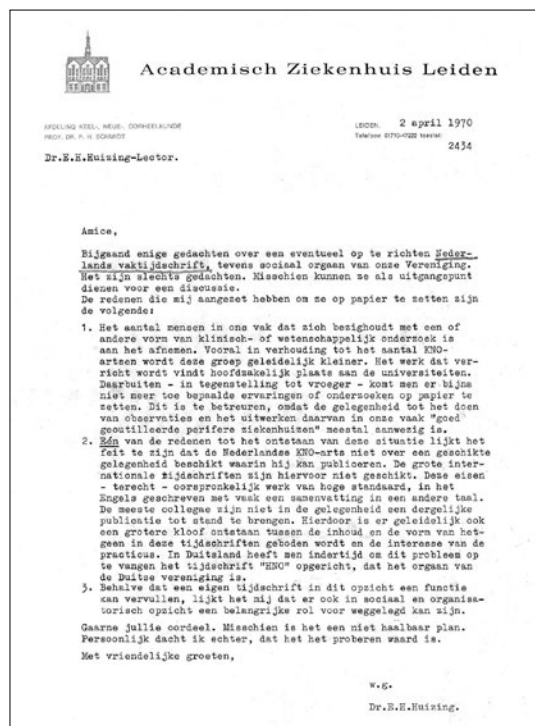 Academisch Ziekenhuis Leiden
AFDELING KEEL-, NEUS-, OORHEELKUNDE
PROF. DR. P. H. SCHMIDT
LEIDEN, 2 april 1970
Telefoon 01710-47222 toestel:
2434
Dr.E.H.Huizing-Lector.
Amice,
Bijgaand enige gedachten over een eventueel op te richten Neder-
lands vaktijdschrift, tevens sociaal orgaan van onze Vereniging.
Het zijn slechts gedachten. Misschien kunnen ze als uitgangspunt
dienen voor een discussie.
De redenen die mij aangezet hebben om ze op papier te zetten zijn
de volgende:
1. Het aantal mensen in ons vak dat zich bezighoudt met een of
andere vorm van klinisch- of wetenschappelijk onderzoek is
aan het afnemen. Vooral in verhouding tot het aantal KNO-
artsen wordt deze groep geleidelijk kleiner. Het werk dat ver-
richt wordt vindt hoofdzakelijk plaats aan de universiteiten.
Daarbuiten - in tegenstelling tot vroeger - komt men er bijna
niet meer toe bepaalde ervaringen of onderzoeken op papier te
zetten. Dit is te betreuren, omdat de gelegenheid tot het doen
van observaties en het uitwerken daarvan in onze vaak "goed
geoutilleerde perifere ziekenhuizen" meestal aanwezig is.
2. Eén van de redenen tot het ontstaan van deze situatie lijkt het
feit te zijn dat de Nederlandse KNO-arts niet over een geschikte
gelegenheid beschikt waarin hij kan publiceren. De grote inter-
nationale tijdschriften zijn hiervoor niet geschikt. Deze eisen
- terecht - oorspronkelijk werk van hoge standaard, in het
Engels geschreven met vaak een samenvatting in een andere taal.
De meeste collegae zijn niet in de gelegenheid een dergelijke
publicatie tot stand te brengen. Hierdoor is er geleidelijk ook
een grotere kloof ontstaan tussen de inhoud en de vorm van het-
geen in deze tijdschriften geboden wordt en de interesse van de
practicus. In Duitsland heeft men indertijd om dit probleem op
te vangen het tijdschrift "HNO" opgericht, dat het orgaan van
de Duitse vereniging is.
3. Behalve dat een eigen tijdschrift in dit opzicht een functie
kan vervullen, lijkt het mij dat er ook in sociaal en organisa-
torisch opzicht een belangrijke rol voor weggelegd kan zijn.
Gaarne jullie oordeel. Misschien is het een niet haalbaar plan.
Persoonlijk dacht ik echter, dat het het proberen waard is.
Met vriendelijke groeten,
w.g.
Dr.E.H.Huizing.